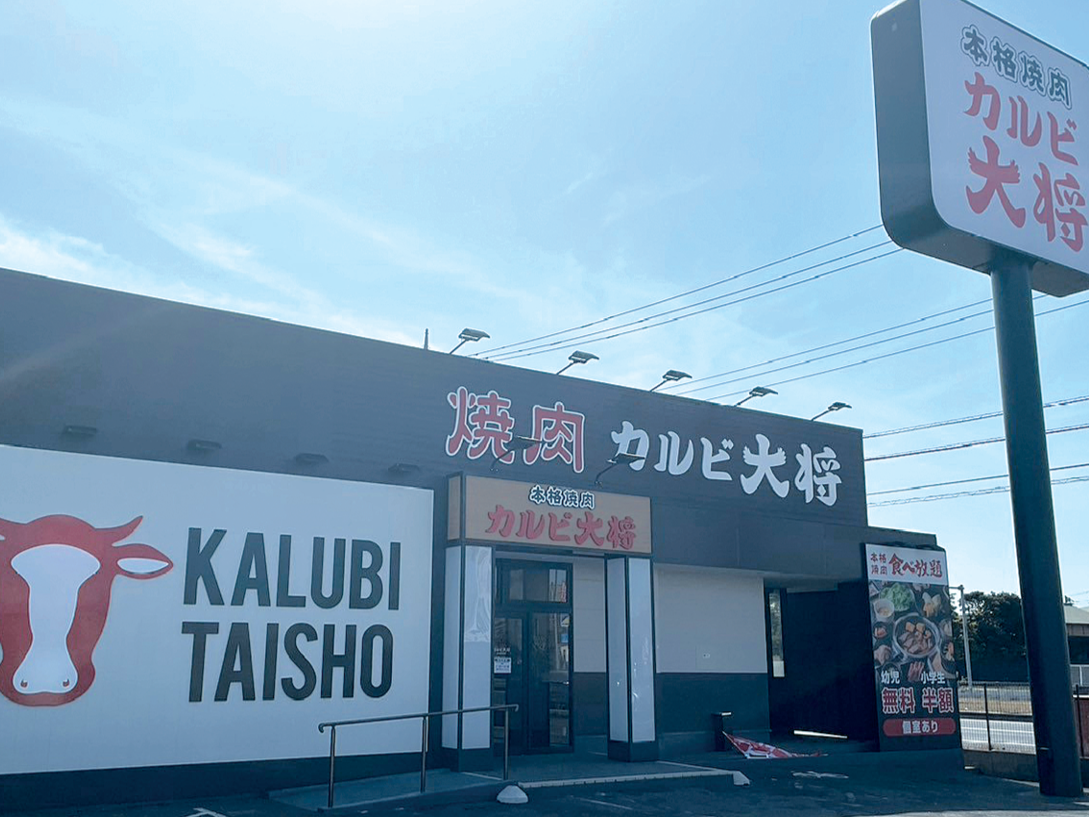 本格焼肉
カルビ
大将
焼肉 カルビ大将
本格焼肉
カルビ大将
KALUBI
TAISHO
本格
焼肉 食べ放題
幼児 小学生
無料 半額
個室あり